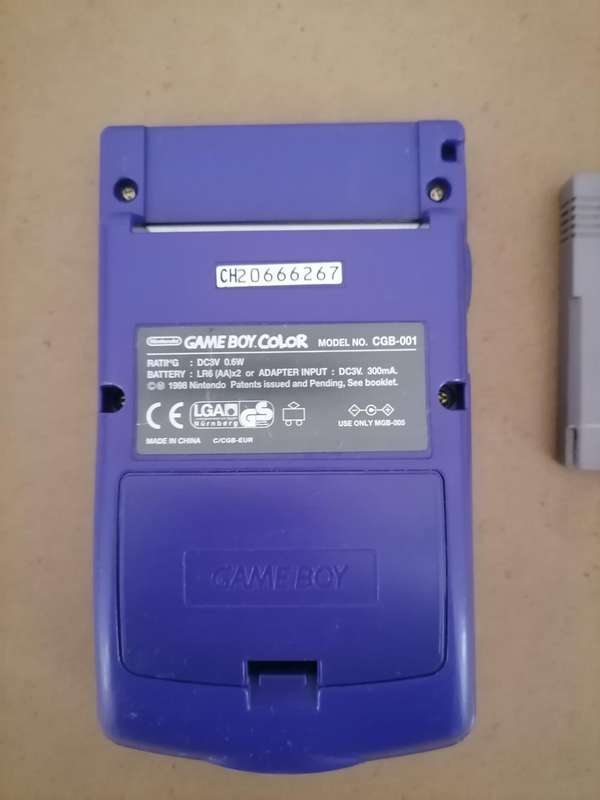 CH20666267
Nintendo GAME BOY COLOR MODEL NO. CGB-001
RATING : DC3V 0.6W
BATTERY : LR6 (AA)x2 or ADAPTER INPUT : DC3V. 300mA.
©Ⓜ 1998 Nintendo Patents issued and Pending, See booklet.
CE LGA GS
Nürnberg
USE ONLY MGB-005
MADE IN CHINA C/CGB-EUR
GAME BOY